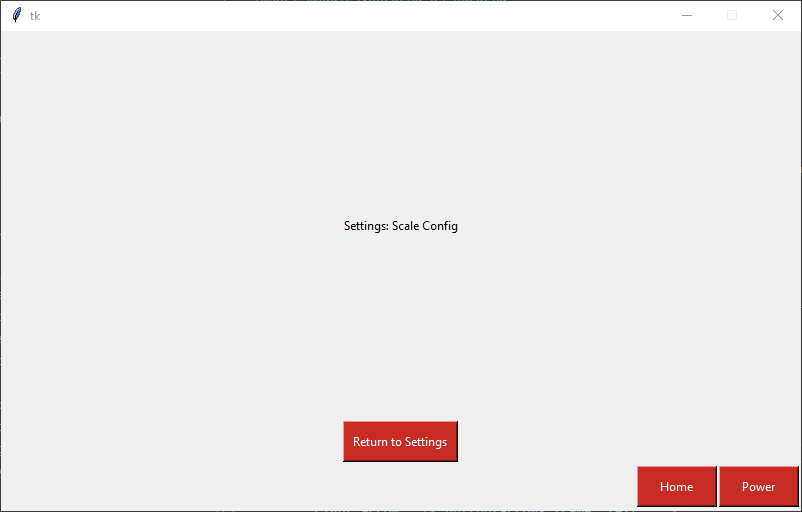 tk
Settings: Scale Config
Return to Settings
Home
Power